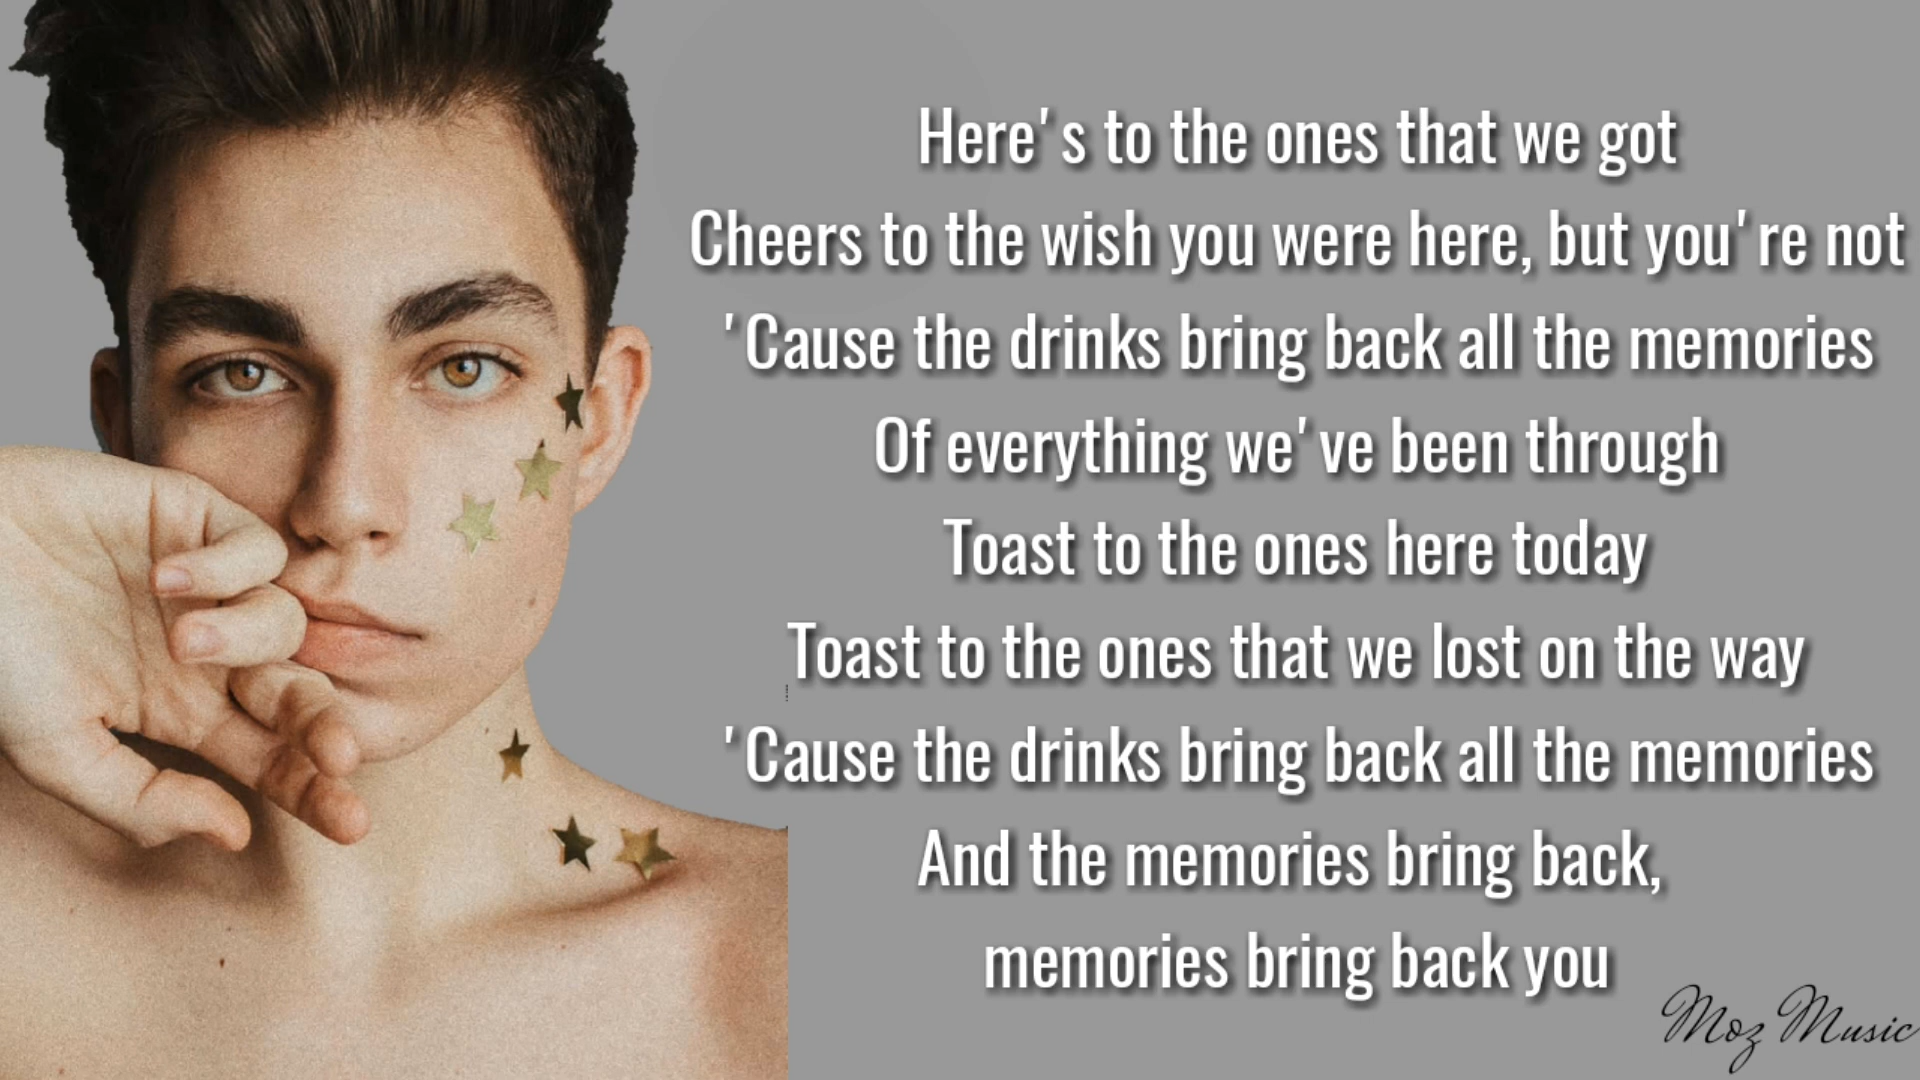 Here's to the ones that we got
Cheers to the wish you were here, but you're not
'Cause the drinks bring back all the memories
Of everything we've been through
Toast to the ones here today
Toast to the ones that we lost on the way
'Cause the drinks bring back all the memories
And the memories bring back,
memories bring back you
Moz Music